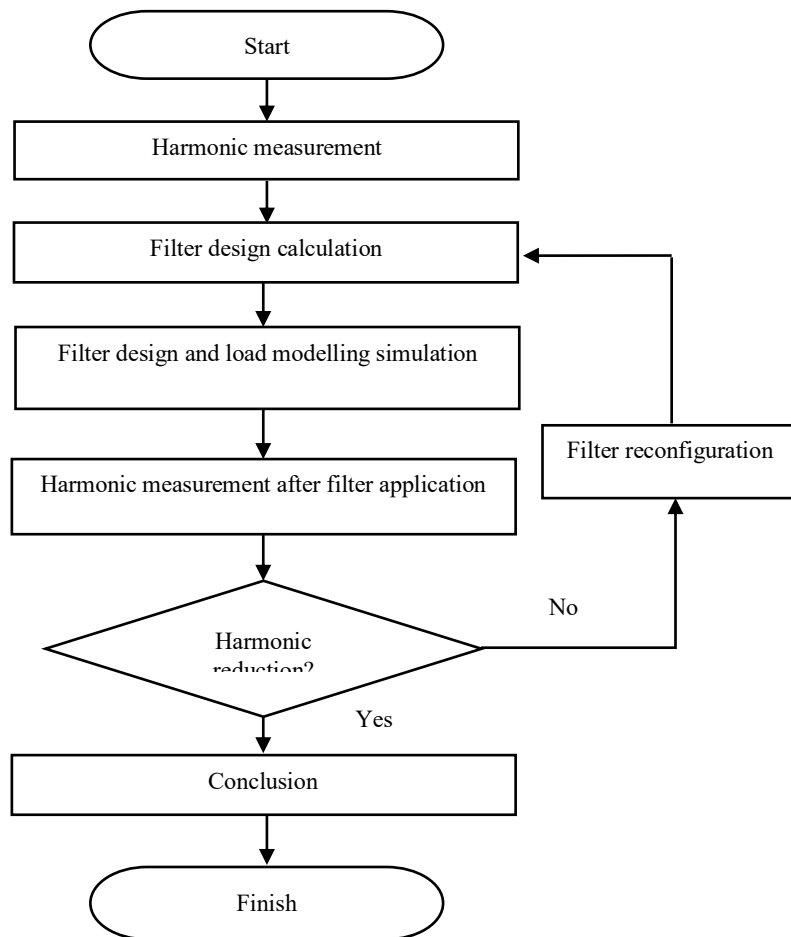 Start
Harmonic measurement
Filter design calculation
Filter design and load modelling simulation
Filter reconfiguration
Harmonic measurement after filter application
No
Harmonic
reduction?
Yes
Conclusion
Finish